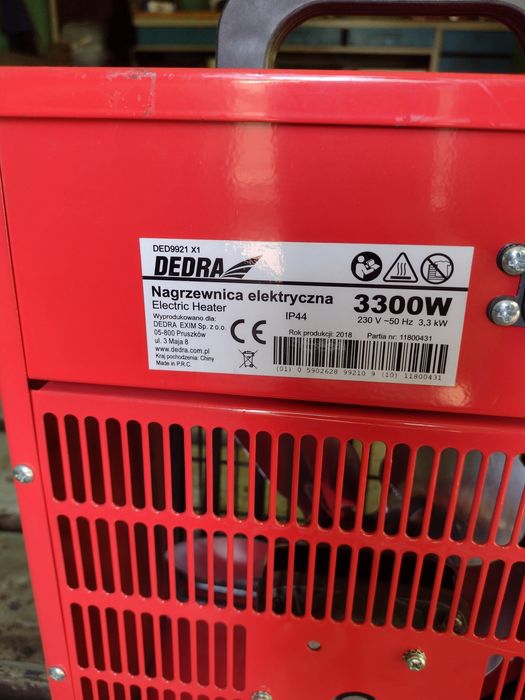 DED9921 X1
DEDRA
Nagrzewnica elektryczna
Electric Heater
IP44
3300W
230 V ~50 Hz 3,3 kW
Wyprodukowano dla:
DEDRA EXIM Sp. z o.o.
05-800 Pruszków
ul. 3 Maja 8
www.dedra.com.pl
Kraj pochodzenia: Chiny
Made in P.R.C.
CE
Rok produkcji: 2018 Partia nr: 11800431
(01) 0 5902628 99210 9 (10) 11800431